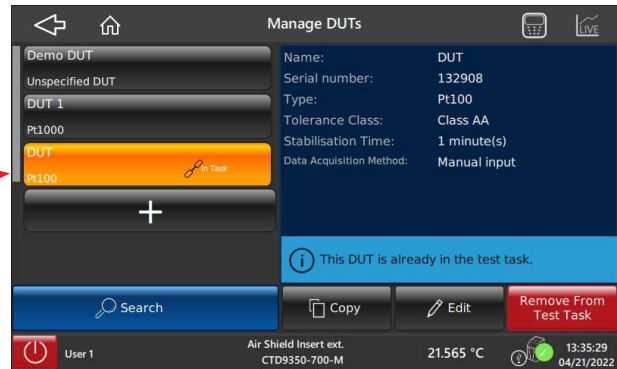 Manage DUTs
LIVE
Demo DUT
Unspecified DUT
DUT 1
Pt1000
DUT
Pt100
In Task
+
Name: DUT
Serial number: 132908
Type: Pt100
Tolerance Class: Class AA
Stabilisation Time: 1 minute(s)
Data Acquisition Method: Manual input
i This DUT is already in the test task.
Search
Copy
Edit
Remove From
Test Task
User 1
Air Shield Insert ext.
CTD9350-700-M
21.565 °C
13:35:29
04/21/2022